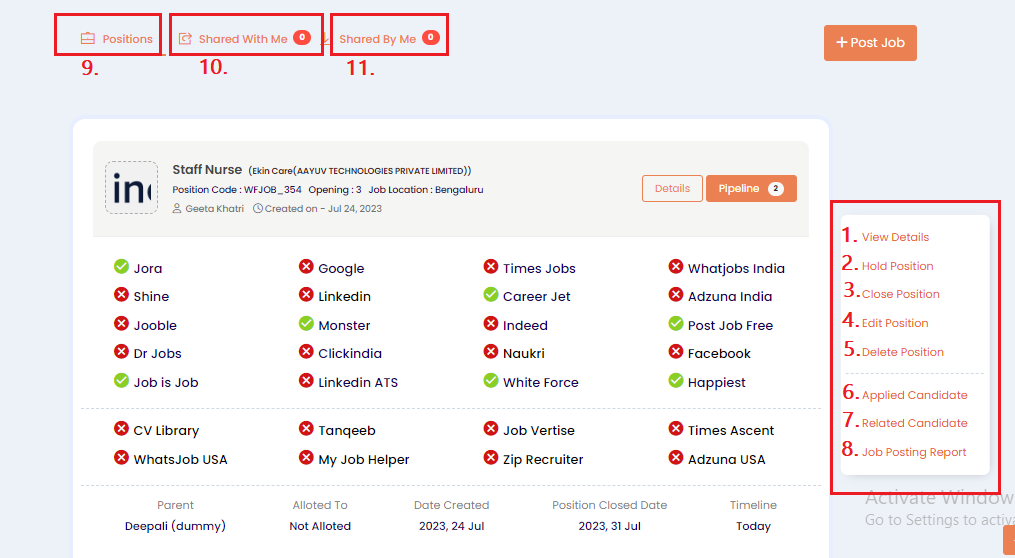 Positions Shared With Me 0 Shared By Me 0
+ Post Job
9. 10. 11.
in
Staff Nurse (Ekin Care(AAYUV TECHNOLOGIES PRIVATE LIMITED))
Position Code : WFJOB_354 Opening : 3 Job Location : Bengaluru
Geeta Khatri Created on - Jul 24, 2023
Details Pipeline 2
Jora Google Times Jobs Whatjobs India
Shine Linkedin Career Jet Adzuna India
Jooble Monster Indeed Post Job Free
Dr Jobs Clickindia Naukri Facebook
Job is Job Linkedin ATS White Force Happiest
CV Library Tanqeeb Job Vertise Times Ascent
WhatsJob USA My Job Helper Zip Recruiter Adzuna USA
Parent Alloted To Date Created Position Closed Date Timeline
Deepali (dummy) Not Alloted 2023, 24 Jul 2023, 31 Jul Today
1. View Details
2. Hold Position
3. Close Position
4. Edit Position
5. Delete Position
6. Applied Candidate
7. Related Candidate
8. Job Posting Report
Activate Window
Go to Settings to activa